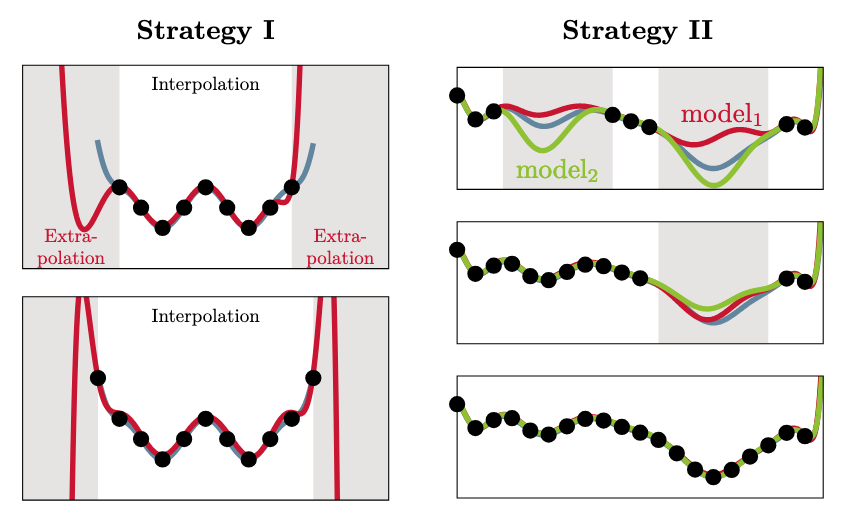 Strategy I
Interpolation
Extra-
polation
Extra-
polation
Interpolation
Strategy II
model₁
model₂